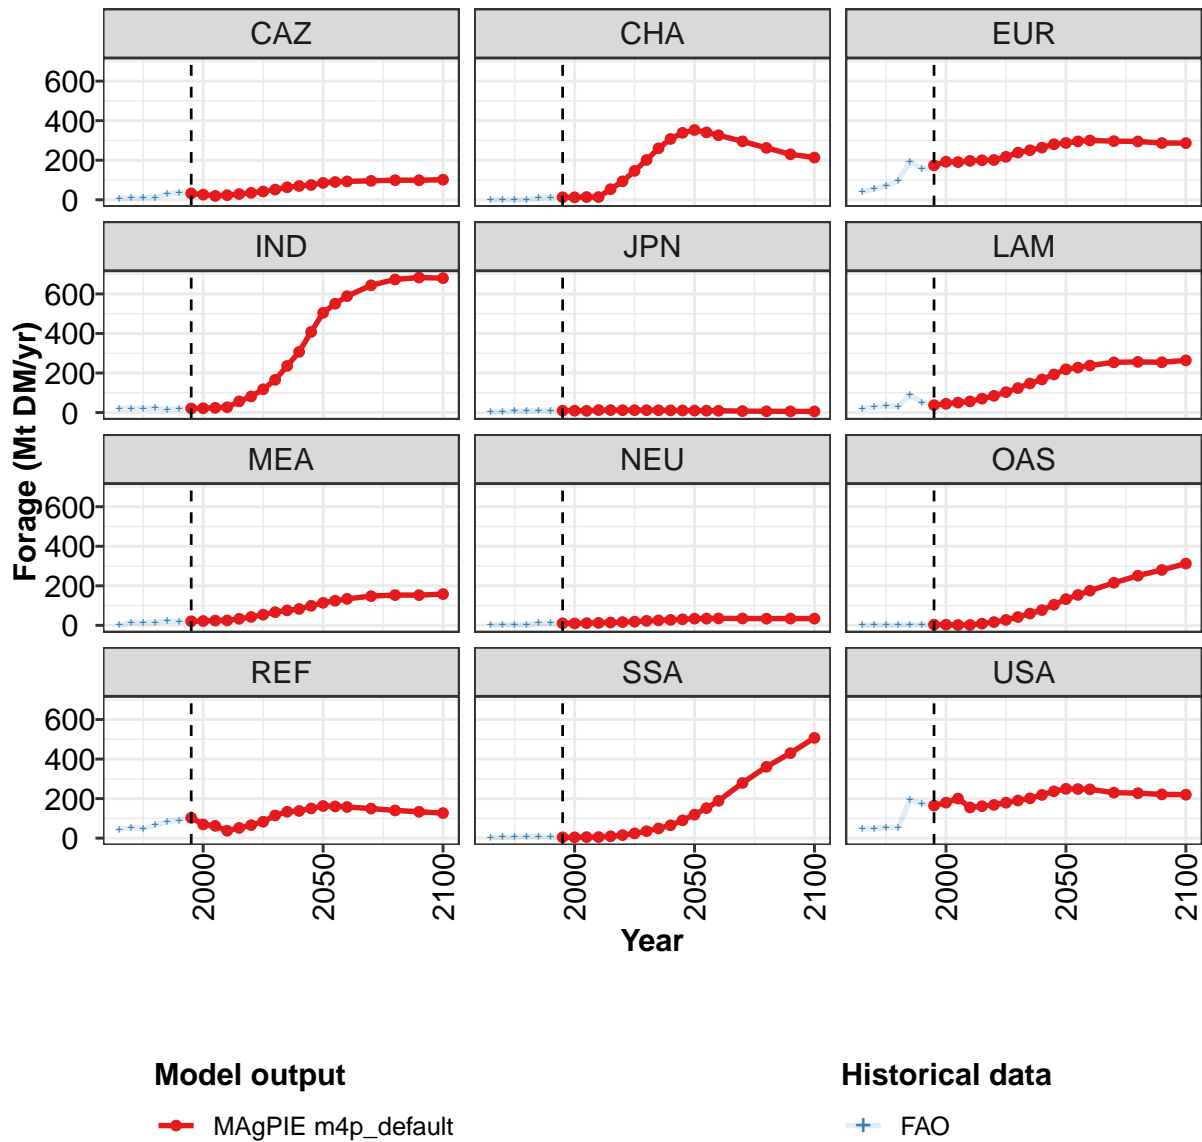 CAZ CHA EUR
600
400
200
0
IND JPN LAM
600
400
200
0
MEA NEU OAS
600
400
200
0
REF SSA USA
600
400
200
0
Forage (Mt DM/yr)
2000 2050 2100 2000 2050 2100 2000 2050 2100
Year
Model output Historical data
MAgPIE m4p_default FAO